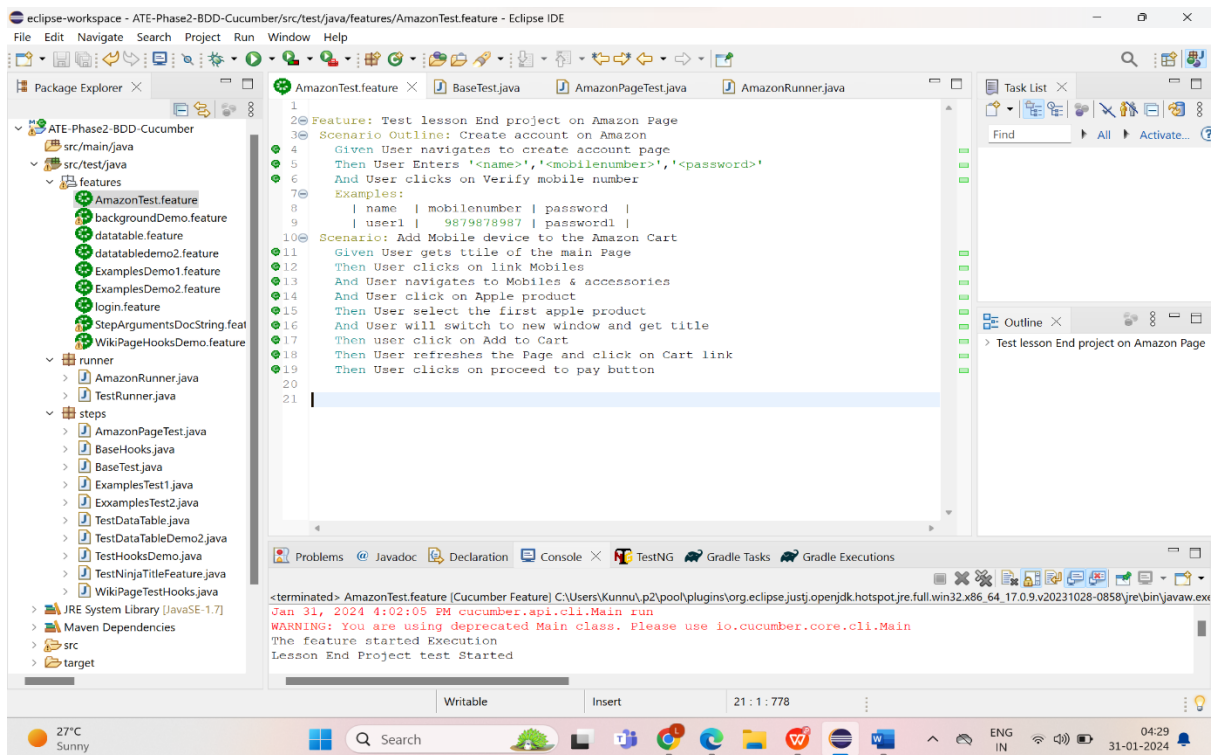 eclipse-workspace - ATE-Phase2-BDD-Cucumber/src/test/java/features/AmazonTest.feature - Eclipse IDE
File Edit Navigate Search Project Run Window Help
Package Explorer
ATE-Phase2-BDD-Cucumber
src/main/java
src/test/java
features
AmazonTest.feature
backgroundDemo.feature
datatable.feature
datatabledemo2.feature
ExamplesDemo1.feature
ExamplesDemo2.feature
login.feature
StepArgumentsDocString.feat
WikiPageHooksDemo.feature
runner
AmazonRunner.java
TestRunner.java
steps
AmazonPageTest.java
BaseHooks.java
BaseTest.java
ExamplesTest1.java
ExxamplesTest2.java
TestDataTable.java
TestDataTableDemo2.java
TestHooksDemo.java
TestNinjaTitleFeature.java
WikiPageTestHooks.java
JRE System Library [JavaSE-1.7]
Maven Dependencies
src
target
AmazonTest.feature BaseTest.java AmazonPageTest.java AmazonRunner.java
1
2 Feature: Test lesson End project on Amazon Page
3 Scenario Outline: Create account on Amazon
4 Given User navigates to create account page
5 Then User Enters '<name>','<mobilenumber>','<password>'
6 And User clicks on Verify mobile number
7 Examples:
8 | name | mobilenumber | password |
9 | user1 | 9879878987 | password1 |
10 Scenario: Add Mobile device to the Amazon Cart
11 Given User gets ttile of the main Page
12 Then User clicks on link Mobiles
13 And User navigates to Mobiles & accessories
14 And User click on Apple product
15 Then User select the first apple product
16 And User will switch to new window and get title
17 Then user click on Add to Cart
18 Then User refreshes the Page and click on Cart link
19 Then User clicks on proceed to pay button
20
21
Task List
Find All Activate...
Outline
Test lesson End project on Amazon Page
Problems Javadoc Declaration Console TestNG Gradle Tasks Gradle Executions
<terminated> AmazonTest.feature [Cucumber Feature] C:\Users\Kunnu\.p2\pool\plugins\org.eclipse.justj.openjdk.hotspot.jre.full.win32.x86_64_17.0.9.v20231028-0858\jre\bin\javaw.exe
Jan 31, 2024 4:02:05 PM cucumber.api.cli.Main run
WARNING: You are using deprecated Main class. Please use io.cucumber.core.cli.Main
The feature started Execution
Lesson End Project test Started
Writable Insert 21 : 1 : 778
27°C
Sunny
Search
ENG
IN
04:29
31-01-2024